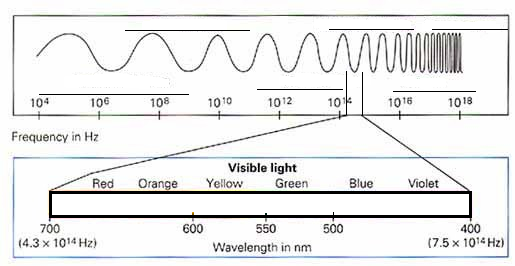 10⁴ 10⁶ 10⁸ 10¹⁰ 10¹² 10¹⁴ 10¹⁶ 10¹⁸
Frequency in Hz
Visible light
Red Orange Yellow Green Blue Violet
700 600 550 500 400
(4.3 × 10¹⁴ Hz) Wavelength in nm (7.5 × 10¹⁴ Hz)